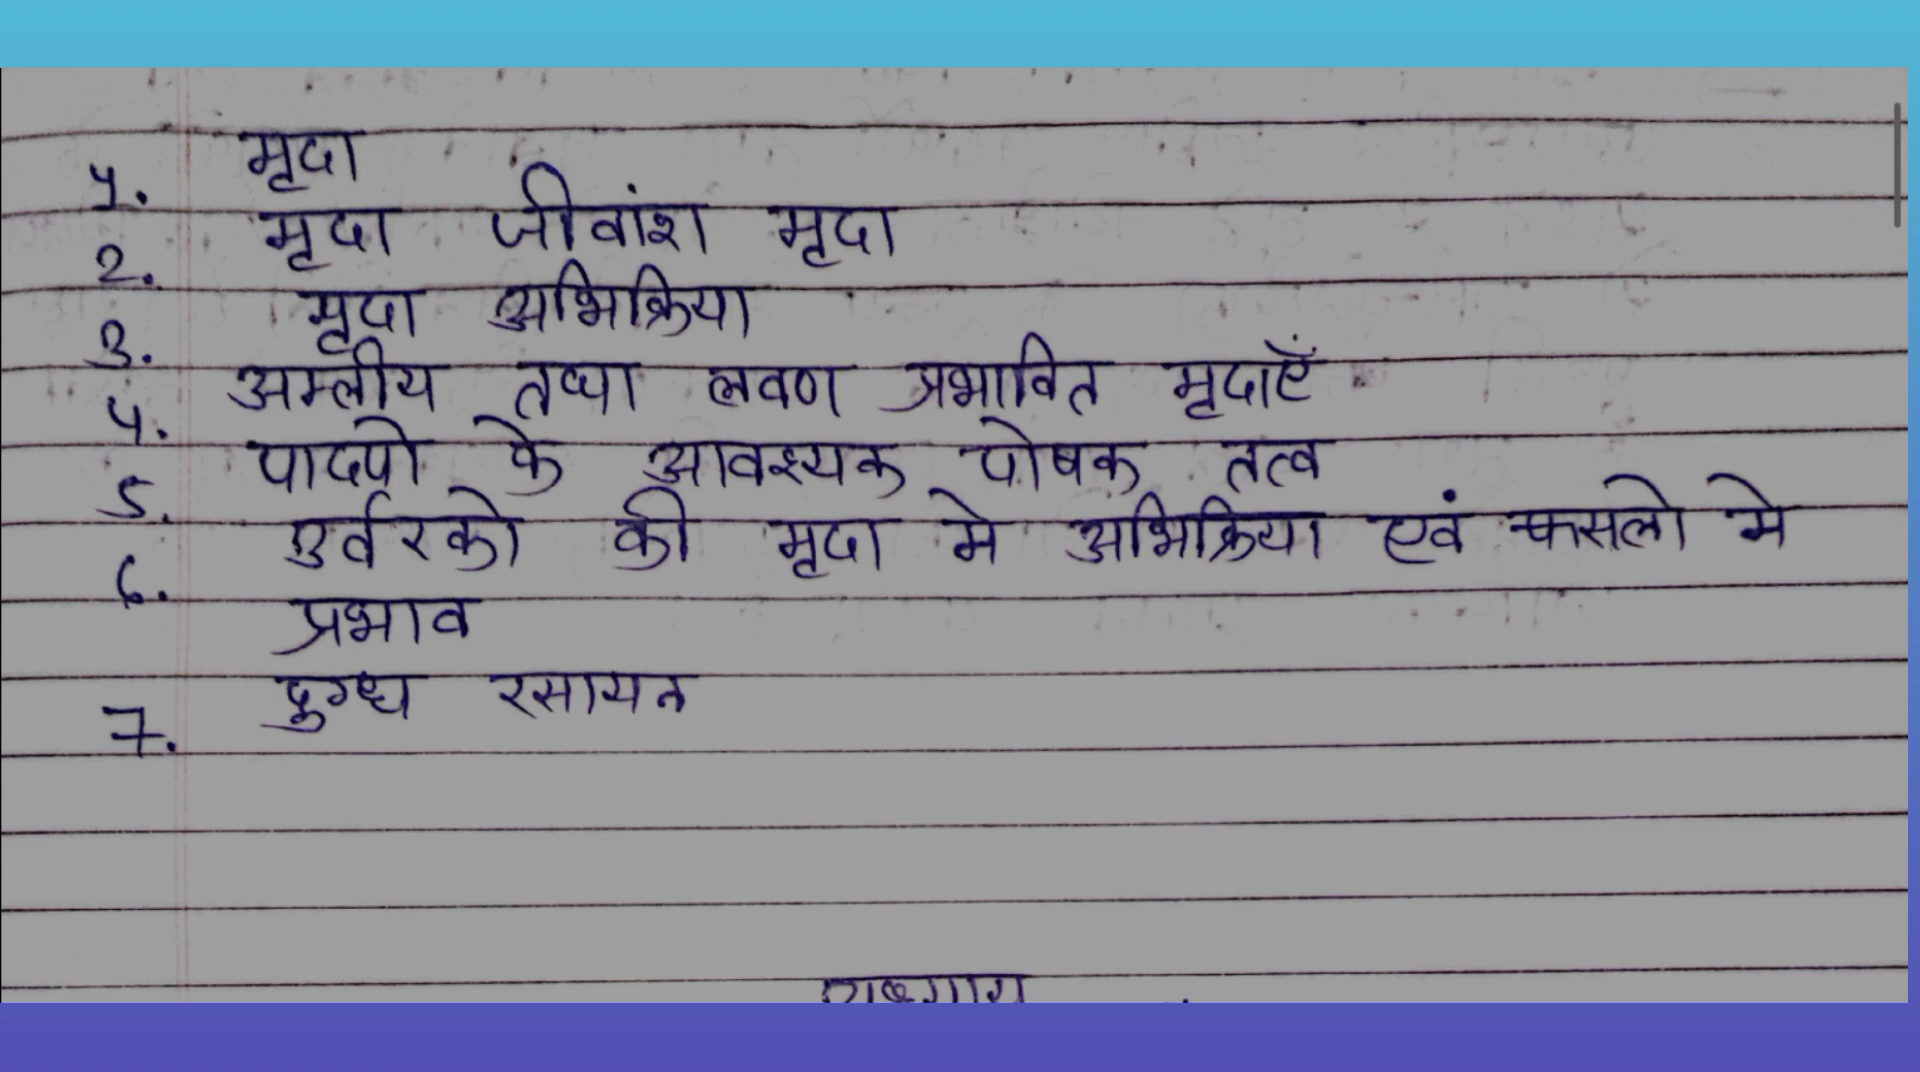 1. मृदा
2. मृदा जीवांश मृदा
3. मृदा अभिक्रिया
4. अम्लीय तथा लवण प्रभावित मृदाएँ
5. पादपो के आवश्यक पोषक तत्व
6. उर्वरको की मृदा मे अभिक्रिया एवं फसलो मे
प्रभाव
7. दुग्ध रसायन